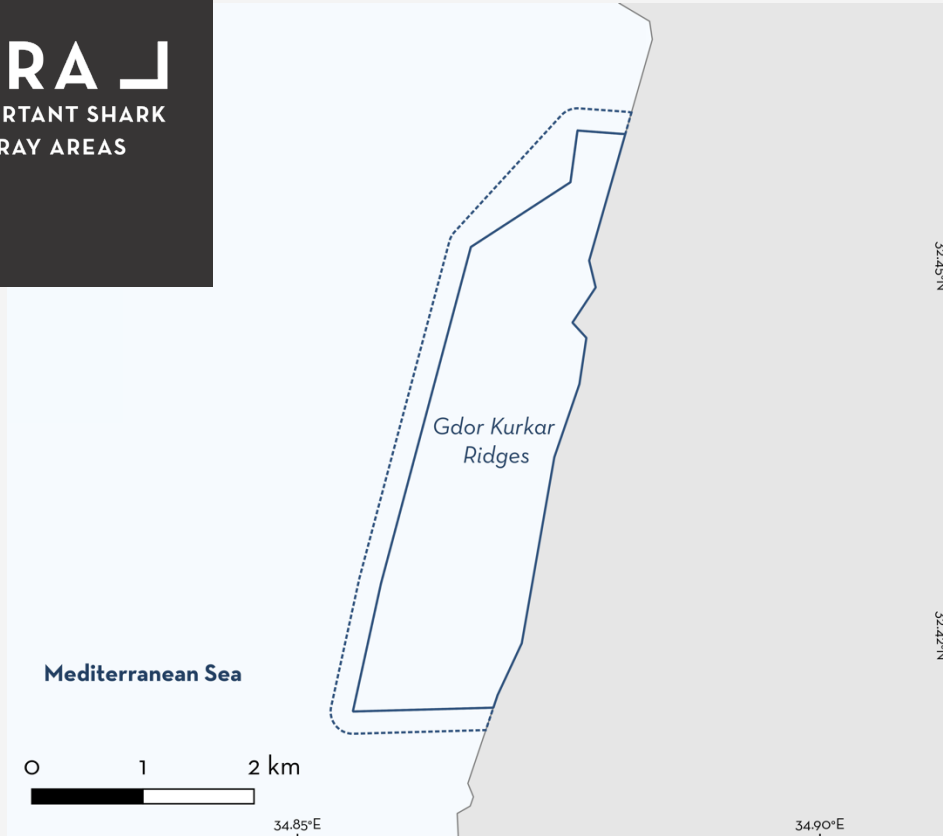 RA
RTANT SHARK
RAY AREAS
32.45°N
Gdor Kurkar
Ridges
32.42°N
Mediterranean Sea
0 1 2 km
34.85°E 34.90°E